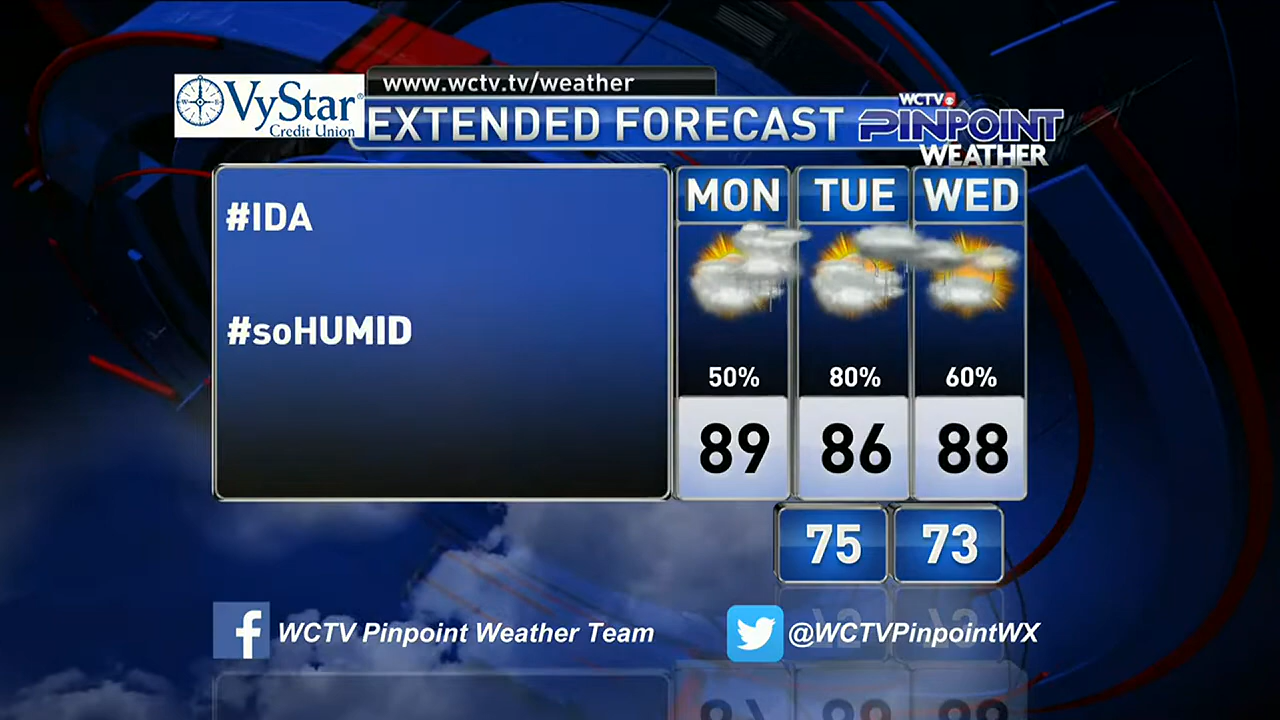 www.wctv.tv/weather
VyStar
Credit Union
EXTENDED FORECAST
WCTV
PINPOINT
WEATHER
#IDA
#soHUMID
MON TUE WED
50% 80% 60%
89 86 88
75 73
f WCTV Pinpoint Weather Team
@WCTVPinpointWX